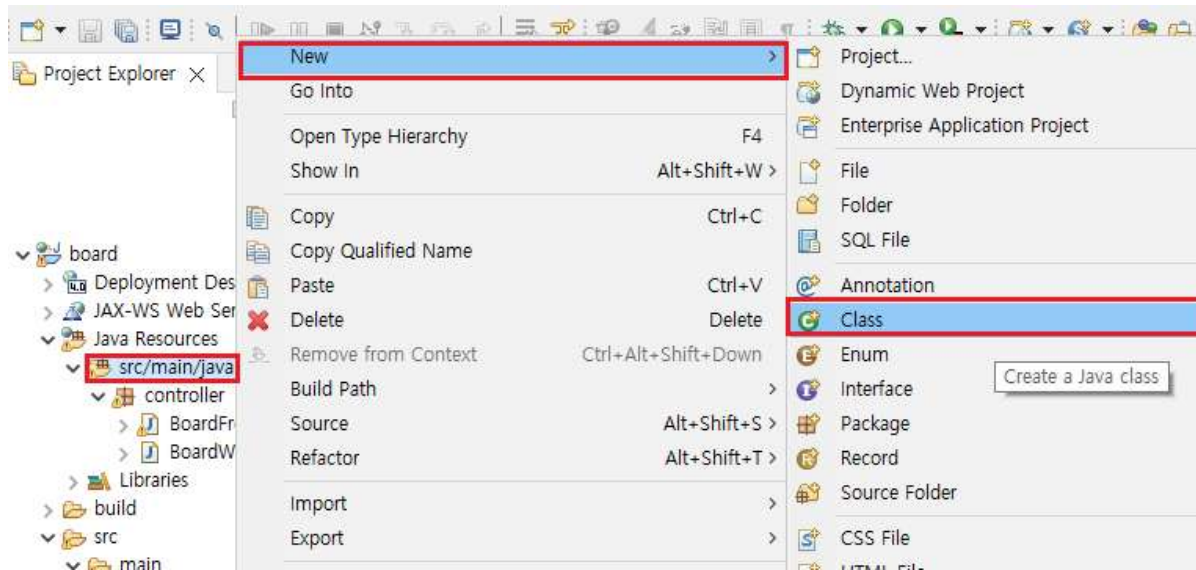 Project Explorer
board
Deployment Des
JAX-WS Web Ser
Java Resources
src/main/java
controller
BoardFr
BoardW
Libraries
build
src
main
New
Go Into
Open Type Hierarchy F4
Show In Alt+Shift+W >
Copy Ctrl+C
Copy Qualified Name
Paste Ctrl+V
Delete Delete
Remove from Context Ctrl+Alt+Shift+Down
Build Path
Source Alt+Shift+S >
Refactor Alt+Shift+T >
Import
Export
Project...
Dynamic Web Project
Enterprise Application Project
File
Folder
SQL File
Annotation
Class
Enum
Create a Java class
Interface
Package
Record
Source Folder
CSS File
HTML File